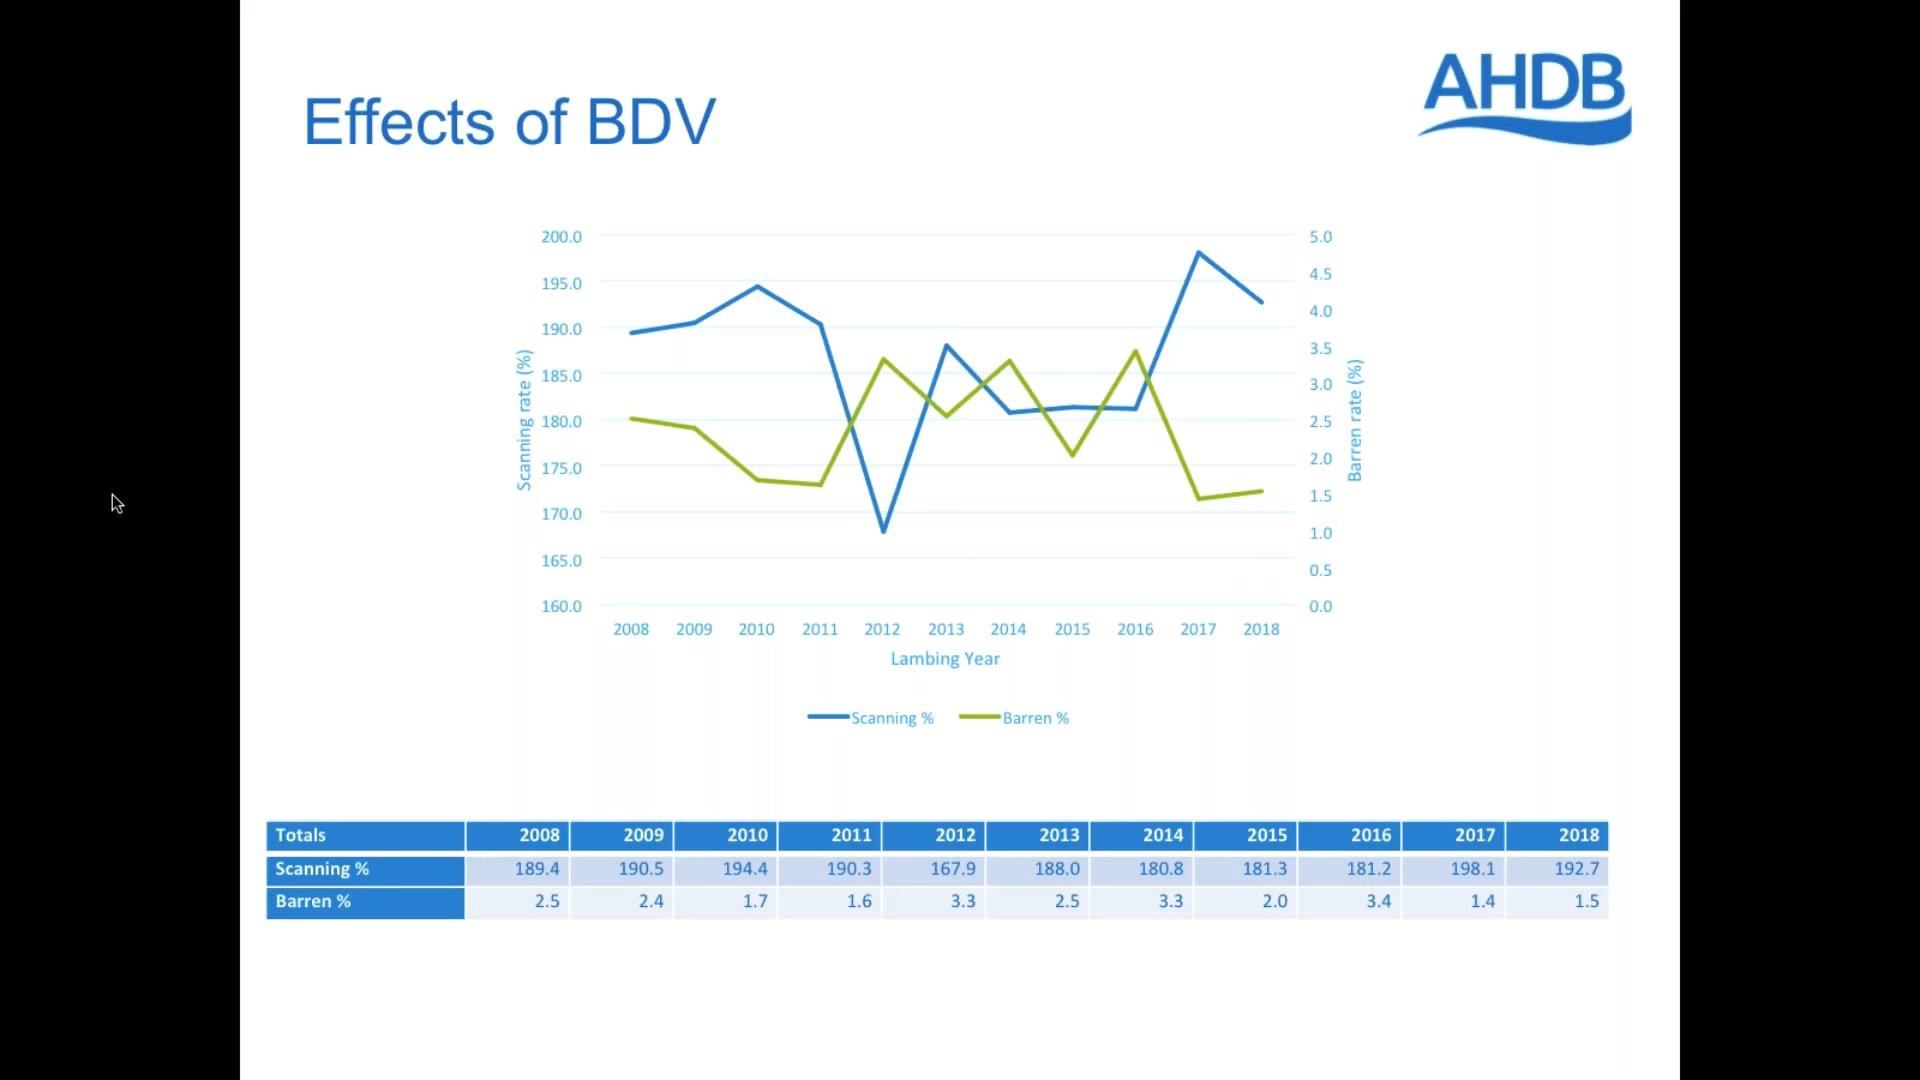 AHDB
Effects of BDV
200.0
195.0
190.0
185.0
180.0
175.0
170.0
165.0
160.0
Scanning rate (%)
5.0
4.5
4.0
3.5
3.0
2.5
2.0
1.5
1.0
0.5
0.0
Barren rate (%)
2008 2009 2010 2011 2012 2013 2014 2015 2016 2017 2018
Lambing Year
Scanning % Barren %
Totals 2008 2009 2010 2011 2012 2013 2014 2015 2016 2017 2018
Scanning % 189.4 190.5 194.4 190.3 167.9 188.0 180.8 181.3 181.2 198.1 192.7
Barren % 2.5 2.4 1.7 1.6 3.3 2.5 3.3 2.0 3.4 1.4 1.5